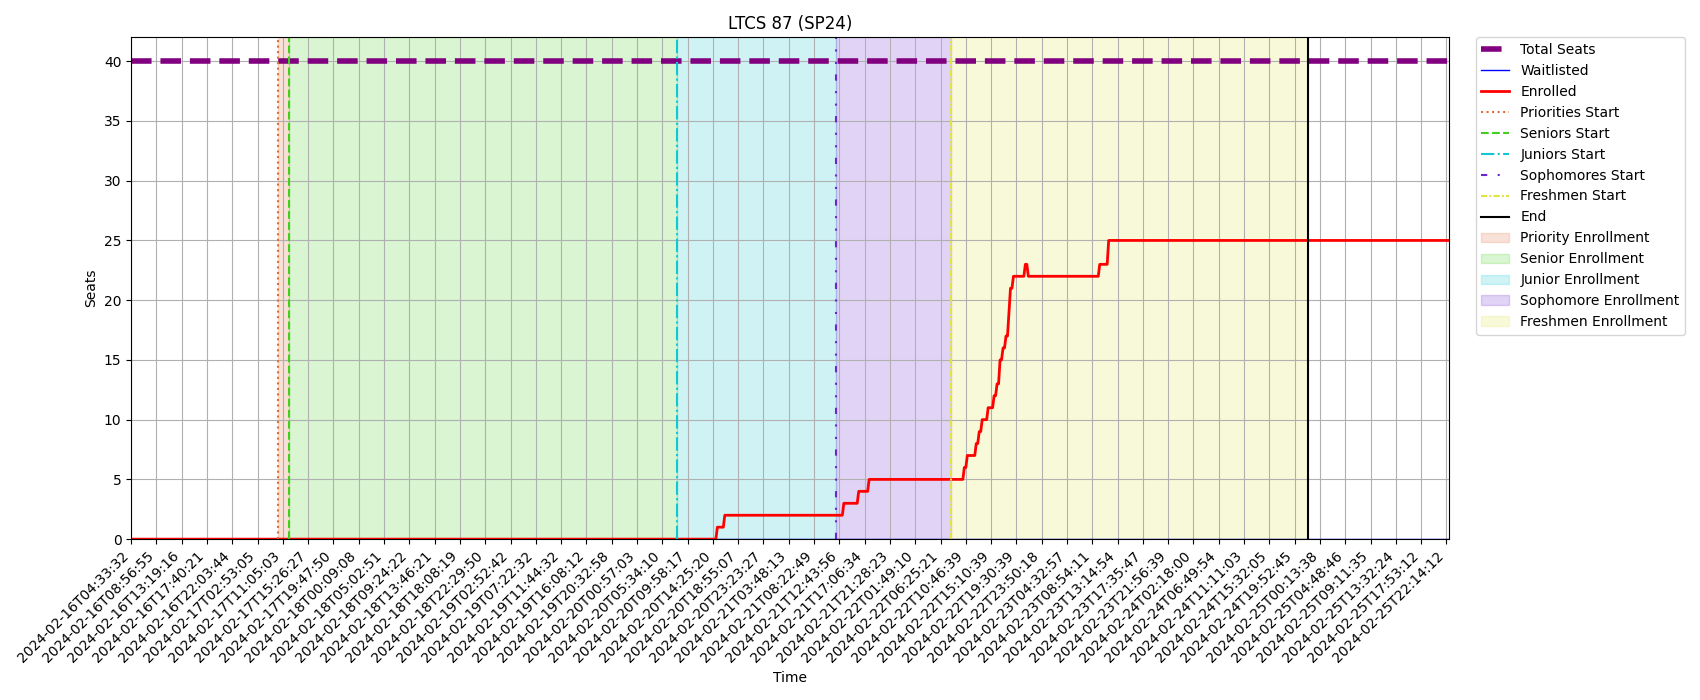 LTCS 87 (SP24)
Seats
40
35
30
25
20
15
10
5
0
2024-02-16T04:33:32
2024-02-16T08:56:55
2024-02-16T13:19:16
2024-02-16T17:40:21
2024-02-16T22:03:44
2024-02-17T02:53:05
2024-02-17T11:05:03
2024-02-17T15:26:27
2024-02-17T19:47:50
2024-02-18T00:09:08
2024-02-18T05:02:51
2024-02-18T09:24:22
2024-02-18T13:46:21
2024-02-18T18:08:19
2024-02-18T22:29:50
2024-02-19T02:52:42
2024-02-19T07:22:32
2024-02-19T11:44:32
2024-02-19T16:08:12
2024-02-19T20:32:58
2024-02-20T00:57:03
2024-02-20T05:34:10
2024-02-20T09:58:17
2024-02-20T14:25:20
2024-02-20T18:55:07
2024-02-20T23:23:27
2024-02-21T03:48:13
2024-02-21T08:22:49
2024-02-21T12:43:56
2024-02-21T17:06:34
2024-02-21T21:28:23
2024-02-22T01:49:10
2024-02-22T06:25:21
2024-02-22T10:46:39
2024-02-22T15:10:39
2024-02-22T19:30:39
2024-02-22T23:50:18
2024-02-23T04:32:57
2024-02-23T08:54:11
2024-02-23T13:14:54
2024-02-23T17:35:47
2024-02-23T21:56:39
2024-02-24T02:18:00
2024-02-24T06:49:54
2024-02-24T11:11:03
2024-02-24T15:32:05
2024-02-24T19:52:45
2024-02-25T00:13:38
2024-02-25T04:48:46
2024-02-25T09:11:35
2024-02-25T13:32:24
2024-02-25T17:53:12
2024-02-25T22:14:12
Time
Total Seats
Waitlisted
Enrolled
Priorities Start
Seniors Start
Juniors Start
Sophomores Start
Freshmen Start
End
Priority Enrollment
Senior Enrollment
Junior Enrollment
Sophomore Enrollment
Freshmen Enrollment